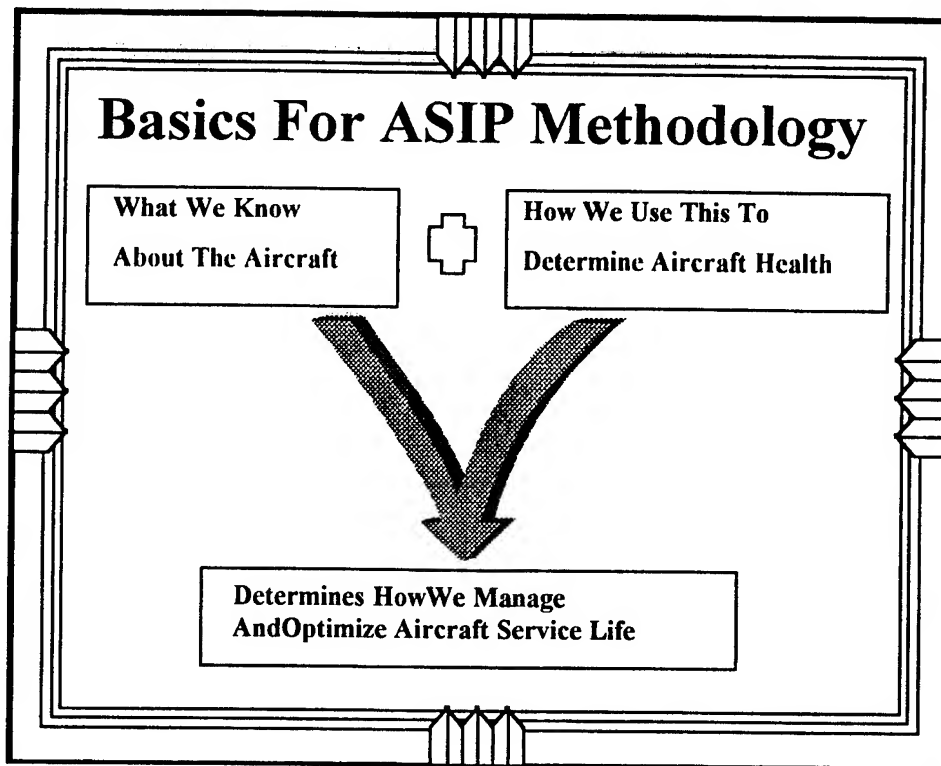 Basics For ASIP Methodology
What We Know
About The Aircraft
How We Use This To
Determine Aircraft Health
Determines HowWe Manage
AndOptimize Aircraft Service Life